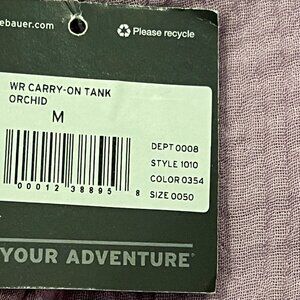 ebauer.com
Please recycle
WR CARRY-ON TANK
ORCHID
M
DEPT 0008
STYLE 1010
COLOR 0354
SIZE 0050
00012 38895 8
YOUR ADVENTURE